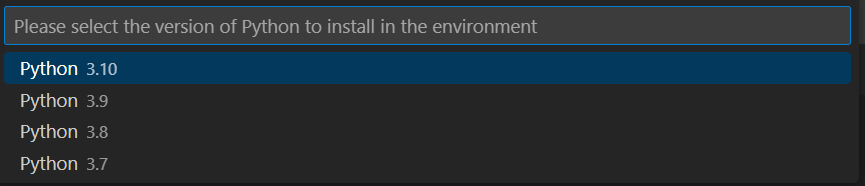 Please select the version of Python to install in the environment
Python 3.10
Python 3.9
Python 3.8
Python 3.7